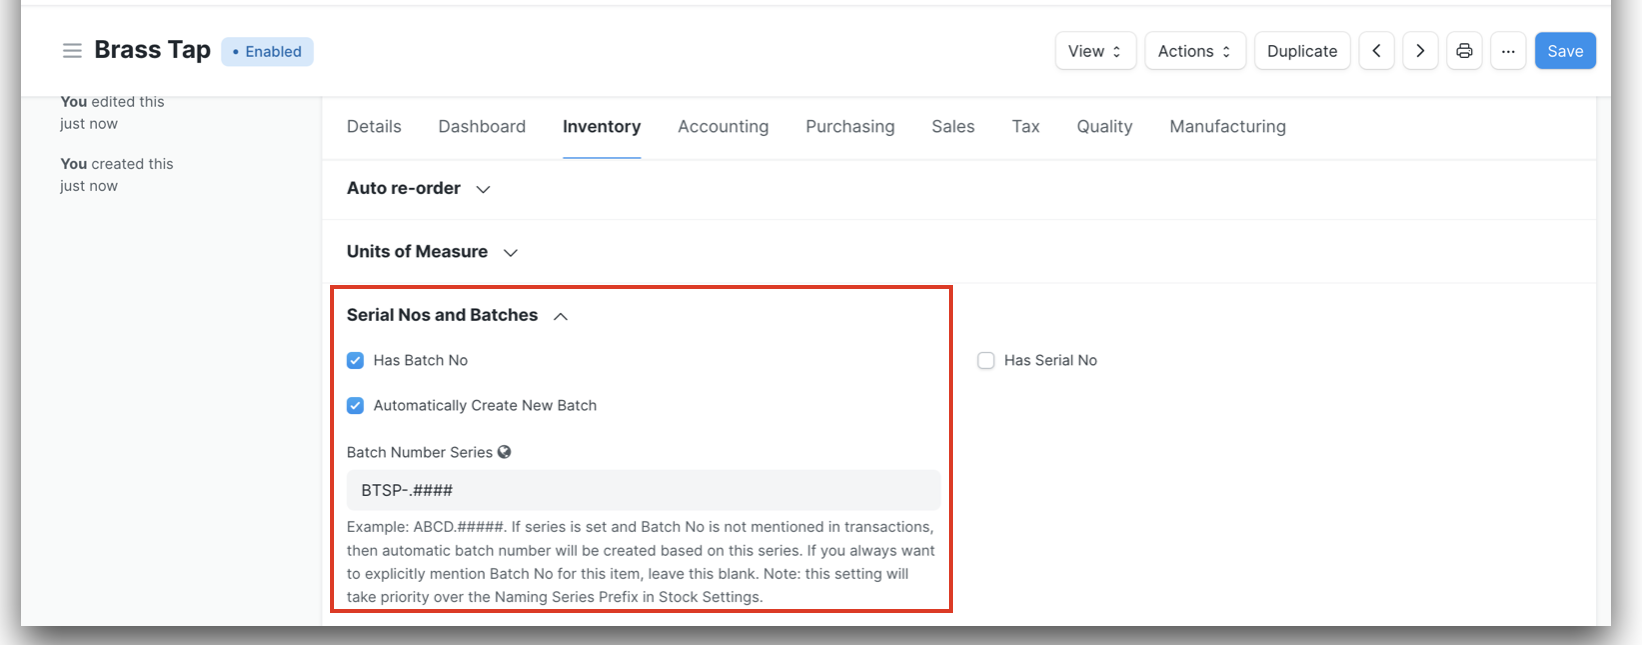 Brass Tap • Enabled View Actions Duplicate ... Save
You edited this
just now
You created this
just now
Details Dashboard Inventory Accounting Purchasing Sales Tax Quality Manufacturing
Auto re-order
Units of Measure
Serial Nos and Batches
Has Batch No
Has Serial No
Automatically Create New Batch
Batch Number Series
BTSP-.####
Example: ABCD.#####. If series is set and Batch No is not mentioned in transactions,
then automatic batch number will be created based on this series. If you always want
to explicitly mention Batch No for this item, leave this blank. Note: this setting will
take priority over the Naming Series Prefix in Stock Settings.